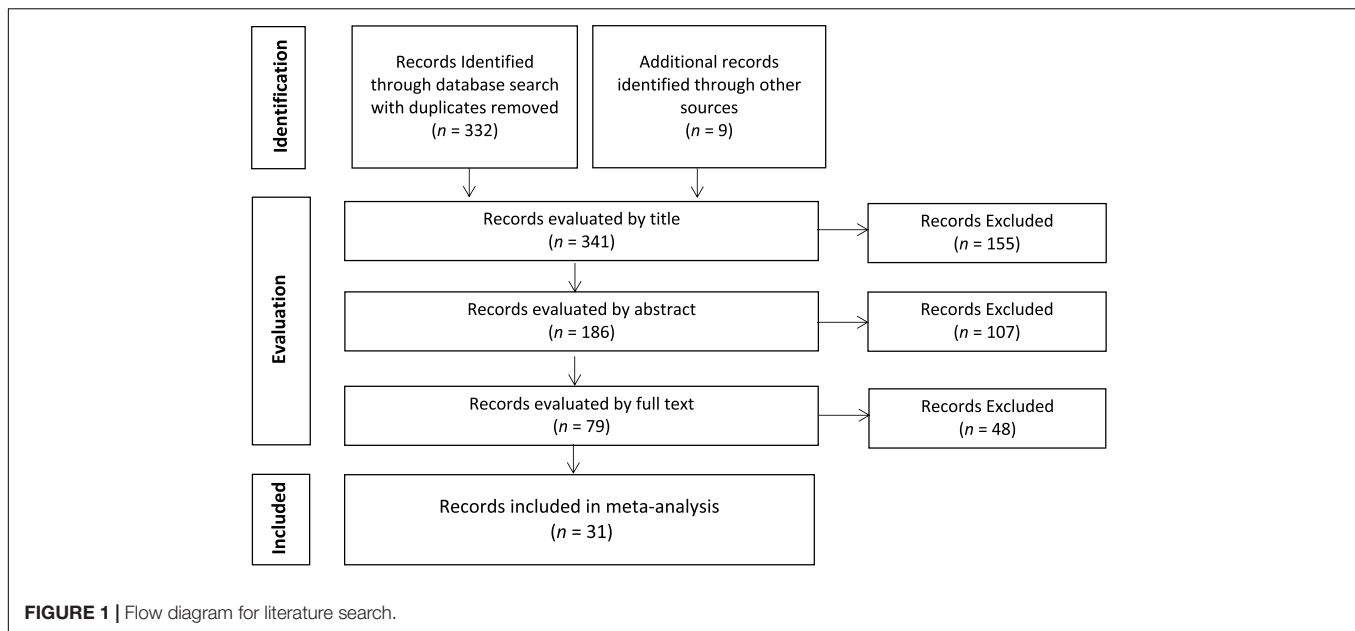 Identification
Records Identified
through database search
with duplicates removed
(n = 332)
Additional records
identified through other
sources
(n = 9)
Evaluation
Records evaluated by title
(n = 341)
Records Excluded
(n = 155)
Records evaluated by abstract
(n = 186)
Records Excluded
(n = 107)
Records evaluated by full text
(n = 79)
Records Excluded
(n = 48)
Included
Records included in meta-analysis
(n = 31)
FIGURE 1 | Flow diagram for literature search.